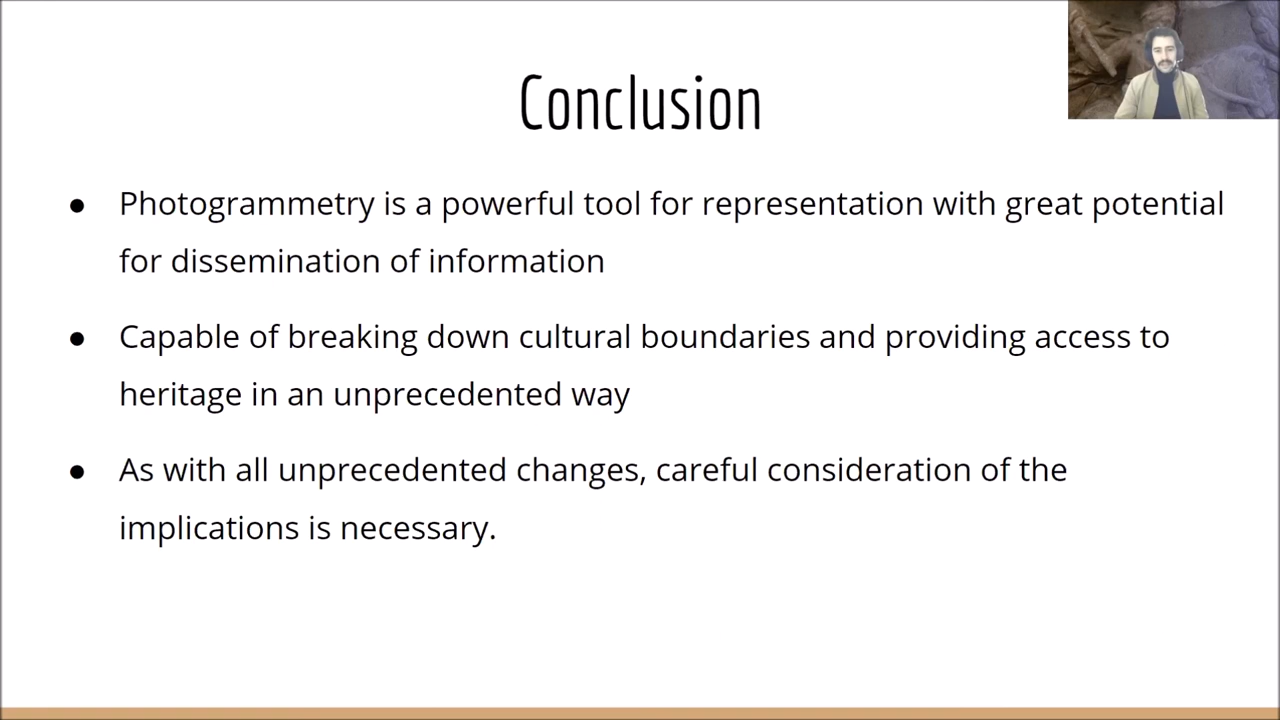 Conclusion
● Photogrammetry is a powerful tool for representation with great potential
for dissemination of information
● Capable of breaking down cultural boundaries and providing access to
heritage in an unprecedented way
● As with all unprecedented changes, careful consideration of the
implications is necessary.